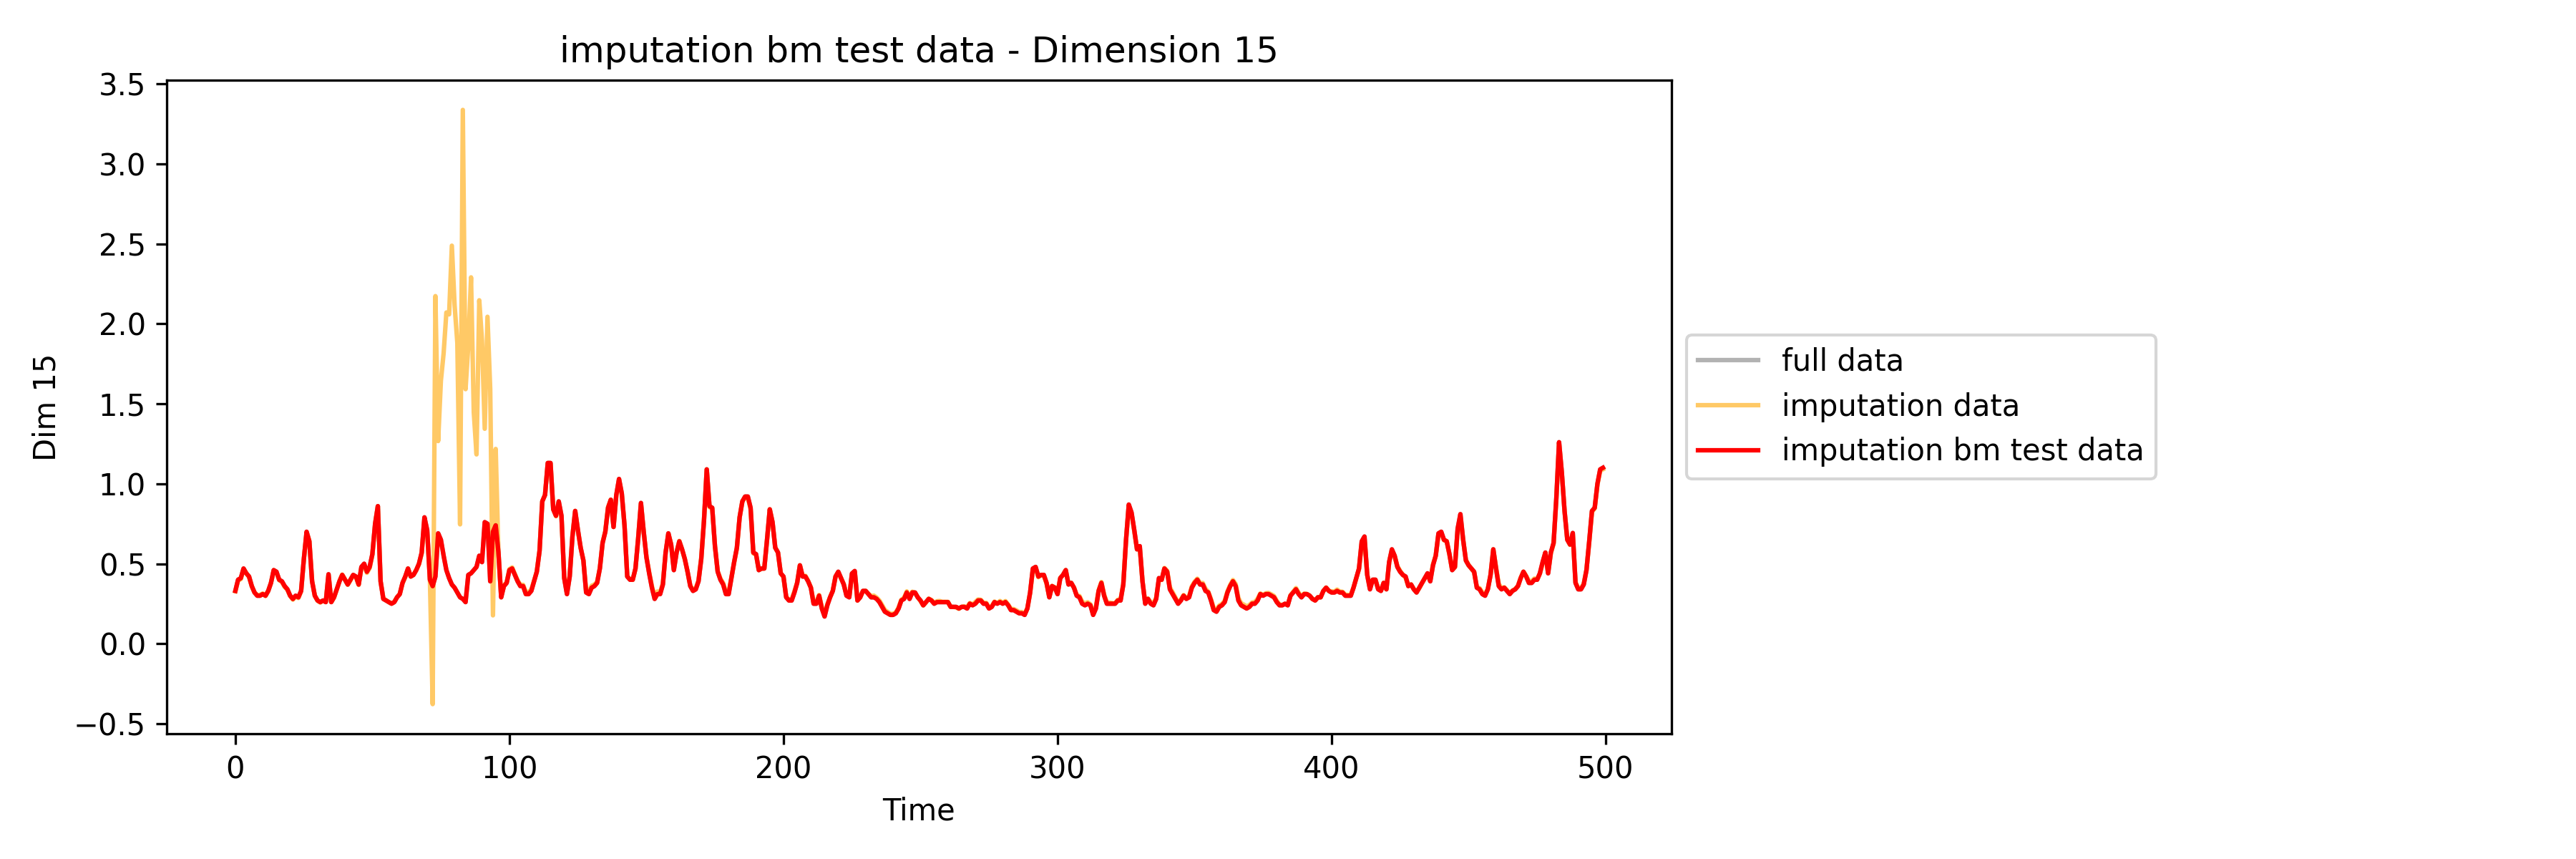 imputation bm test data - Dimension 15
3.5
3.0
2.5
2.0
1.5
1.0
0.5
0.0
−0.5
Dim 15
0 100 200 300 400 500
Time
full data
imputation data
imputation bm test data